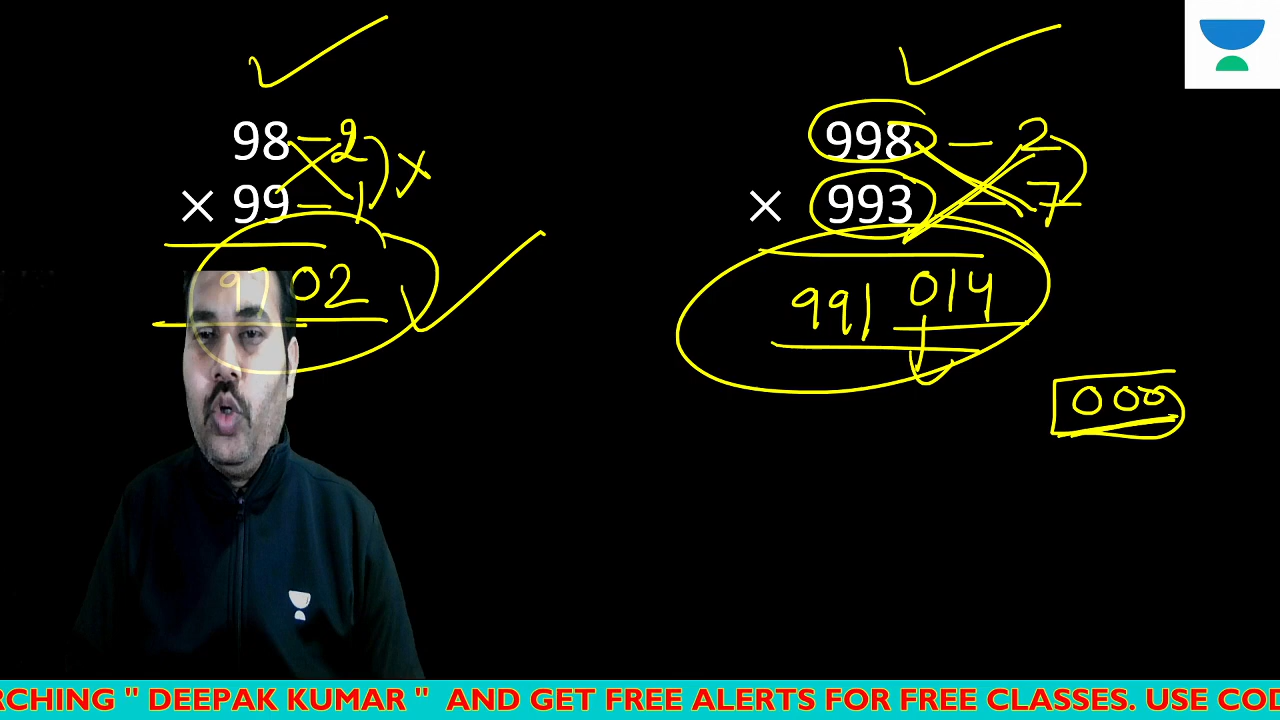 98 – 2
× 99 – 1 ×
9702
998 – 2
× 993 – 7
991 014
000
RCHING " DEEPAK KUMAR " AND GET FREE ALERTS FOR FREE CLASSES. USE COD